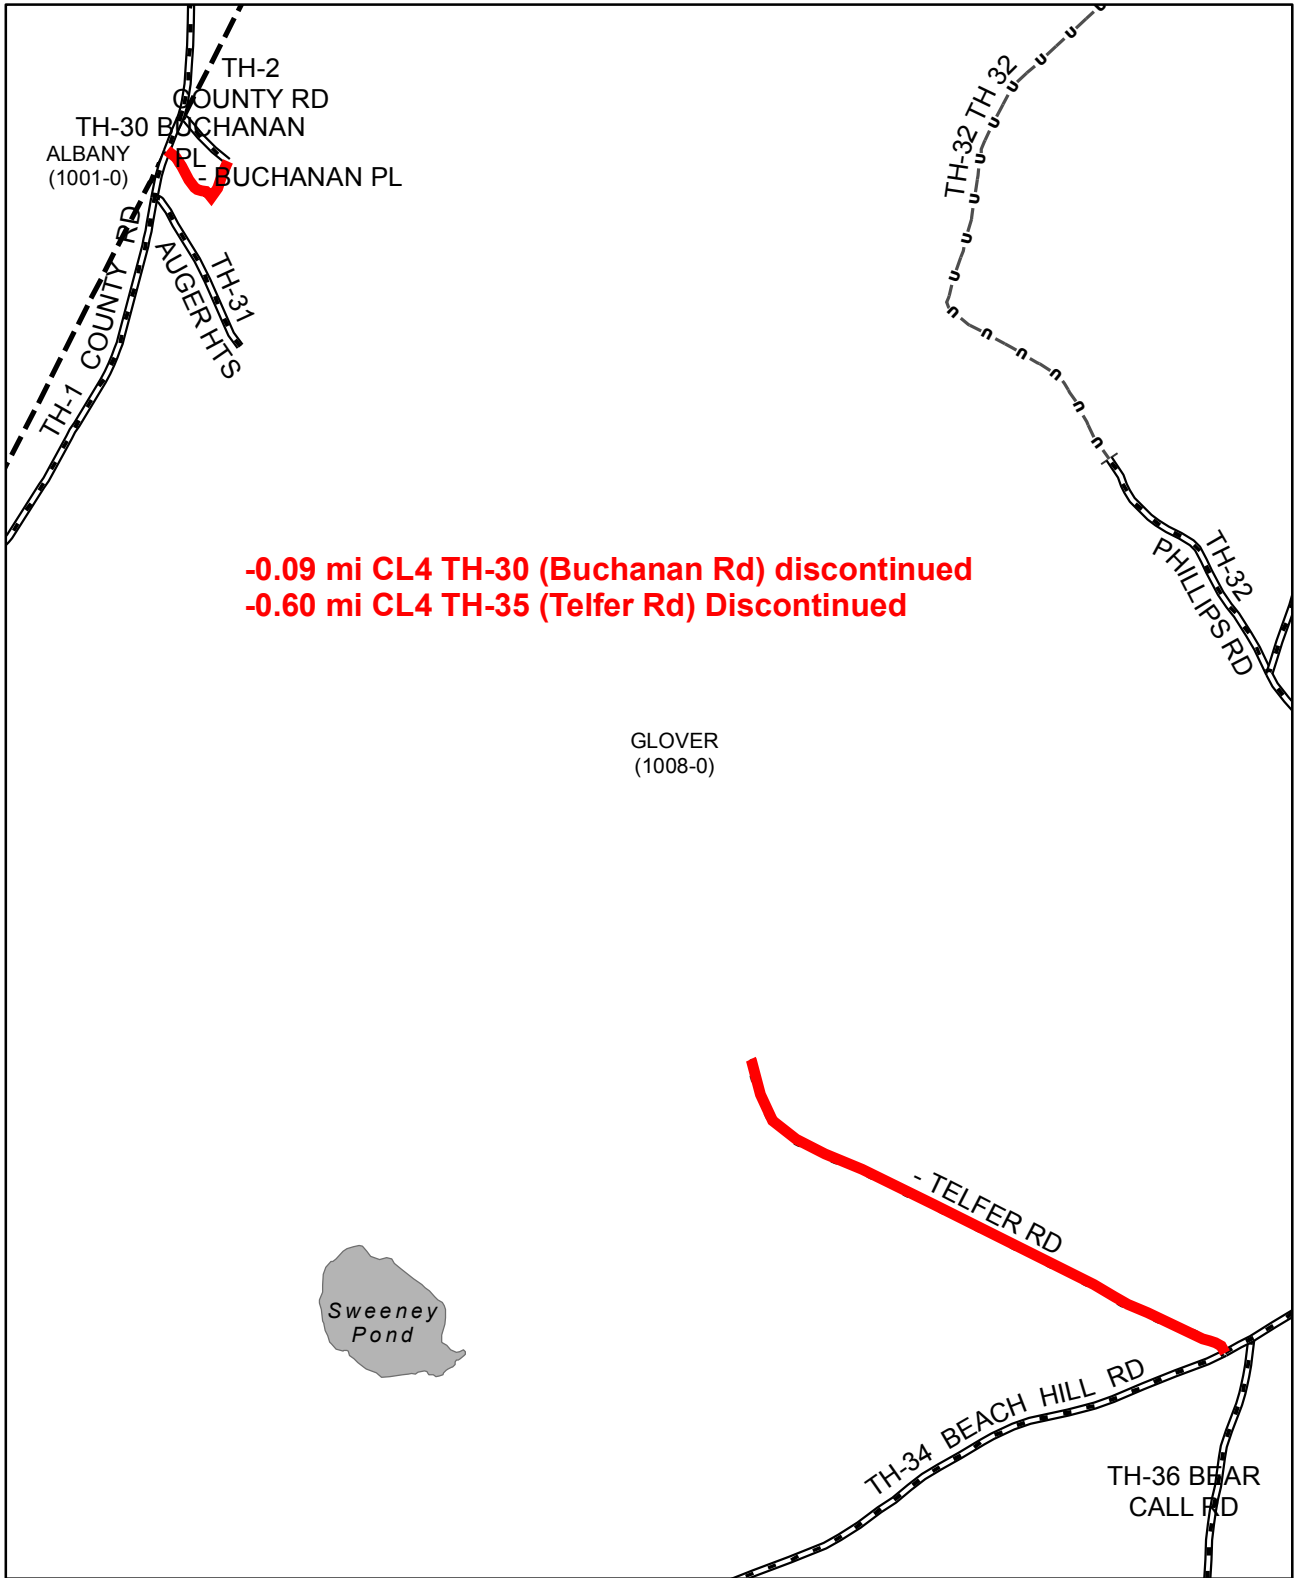 TH-2
COUNTY RD
TH-30 BUCHANAN
PL
ALBANY
(1001-0)
- BUCHANAN PL
TH-1 COUNTY RD
TH-31
AUGER HTS
TH-32 TH 32
-0.09 mi CL4 TH-30 (Buchanan Rd) discontinued
-0.60 mi CL4 TH-35 (Telfer Rd) Discontinued
TH-32
PHILLIPS RD
GLOVER
(1008-0)
- TELFER RD
Sweeney
Pond
TH-34 BEACH HILL RD
TH-36 BEAR
CALL RD